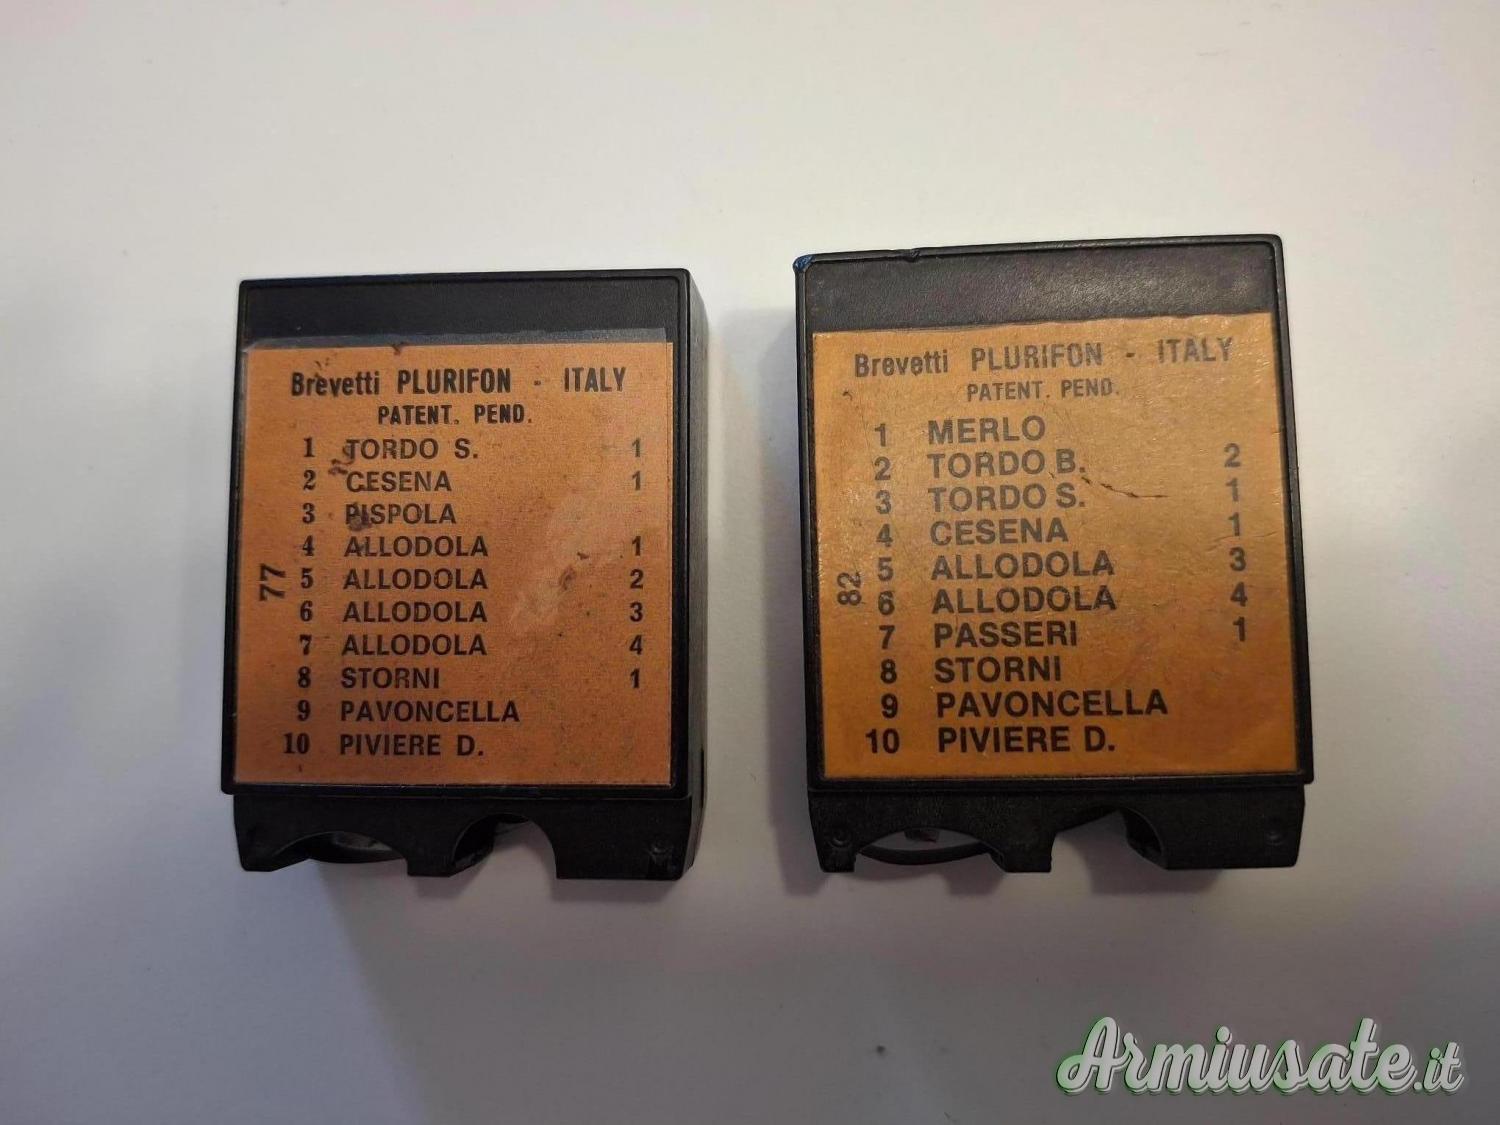 Brevetti PLURIFON - ITALY
PATENT. PEND.
1 TORDO S. 1
2 CESENA 1
3 PISPOLA
4 ALLODOLA 1
5 ALLODOLA 2
6 ALLODOLA 3
7 ALLODOLA 4
8 STORNI 1
9 PAVONCELLA
10 PIVIERE D.
77
Brevetti PLURIFON - ITALY
PATENT. PEND.
1 MERLO
2 TORDO B. 2
3 TORDO S. 1
4 CESENA 1
5 ALLODOLA 3
6 ALLODOLA 4
7 PASSERI 1
8 STORNI
9 PAVONCELLA
10 PIVIERE D.
82
Armiusate.it